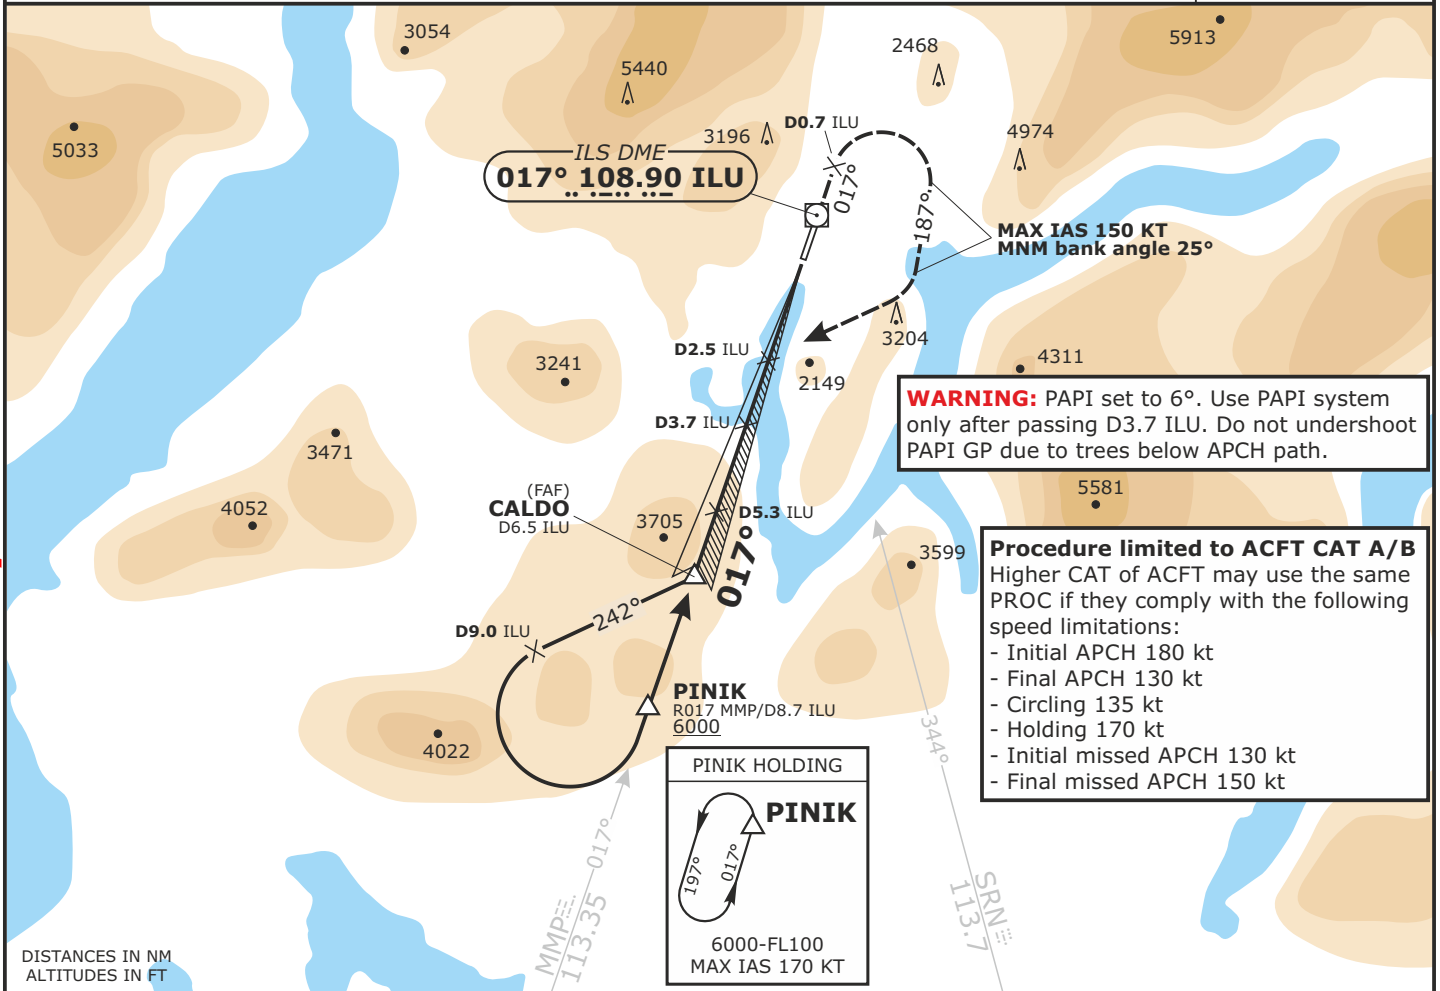 3054
5913
2468
5440
5033
3196
D0.7 ILU
4974
ILS DME
017° 108.90 ILU
017°
187°
MAX IAS 150 KT
MNM bank angle 25°
3204
D2.5 ILU
3241
2149
4311
WARNING: PAPI set to 6°. Use PAPI system
only after passing D3.7 ILU. Do not undershoot
PAPI GP due to trees below APCH path.
D3.7 ILU
3471
(FAF)
CALDO
D6.5 ILU
4052
3705
D5.3 ILU
5581
3599
017°
Procedure limited to ACFT CAT A/B
Higher CAT of ACFT may use the same
PROC if they comply with the following
speed limitations:
- Initial APCH 180 kt
- Final APCH 130 kt
- Circling 135 kt
- Holding 170 kt
- Initial missed APCH 130 kt
- Final missed APCH 150 kt
242°
D9.0 ILU
PINIK
R017 MMP/D8.7 ILU
6000
4022
344°
PINIK HOLDING
PINIK
197°
017°
6000-FL100
MAX IAS 170 KT
017°
MMP
113.35
SRN
113.7
DISTANCES IN NM
ALTITUDES IN FT